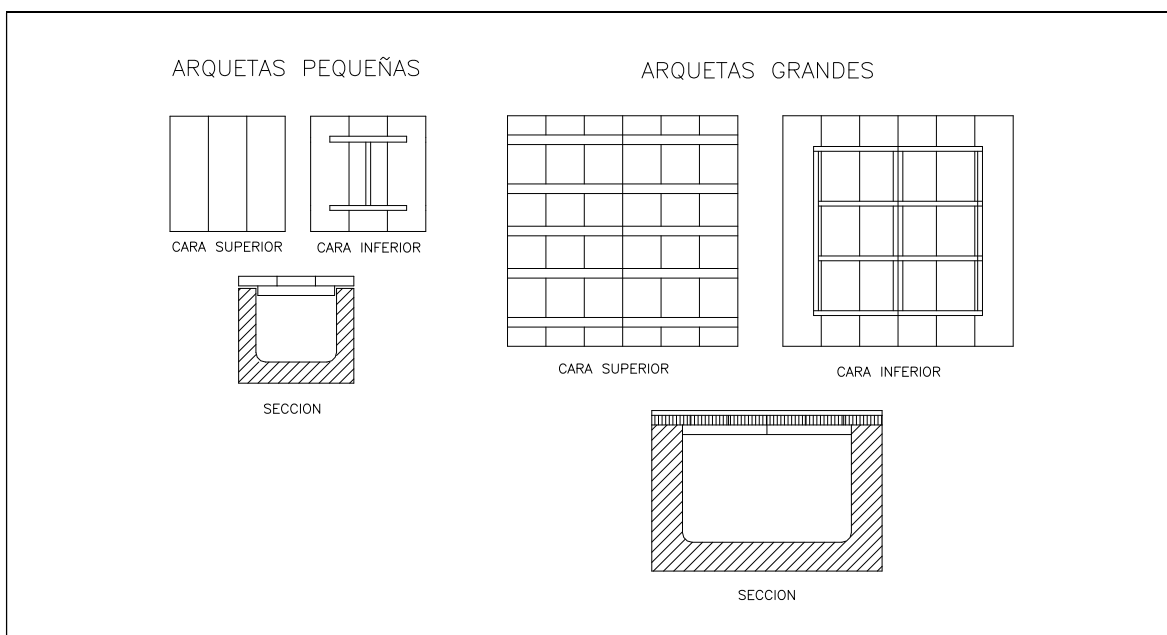 ARQUETAS PEQUEÑAS
CARA SUPERIOR
CARA INFERIOR
SECCION
ARQUETAS GRANDES
CARA SUPERIOR
CARA INFERIOR
SECCION